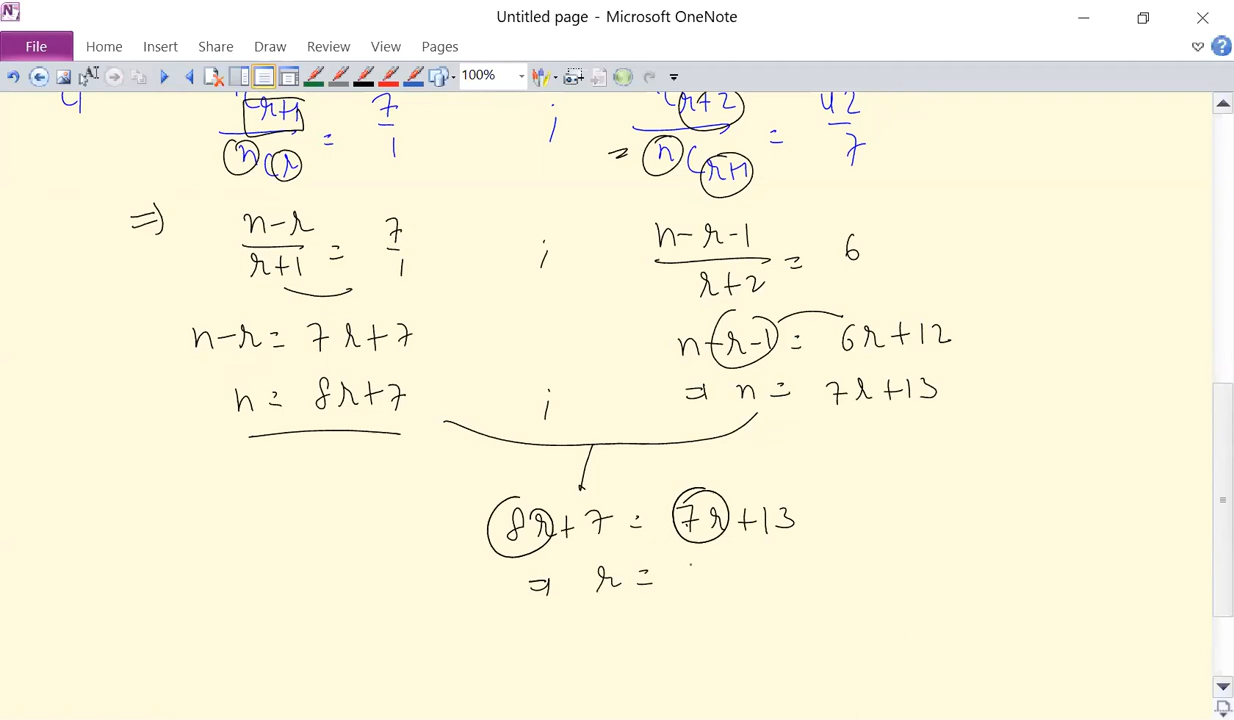 Untitled page - Microsoft OneNote
File Home Insert Share Draw Review View Pages
100%
C r+1 / n C r = 7/1 ; C r+2 / n C r+1 = 42/7
⇒ n-r / r+1 = 7/1 ; n-r-1 / r+2 = 6
n-r = 7r+7 n-r-1 = 6r+12
n = 8r+7 ; ⇒ n = 7r+13
8r+7 = 7r+13
⇒ r =